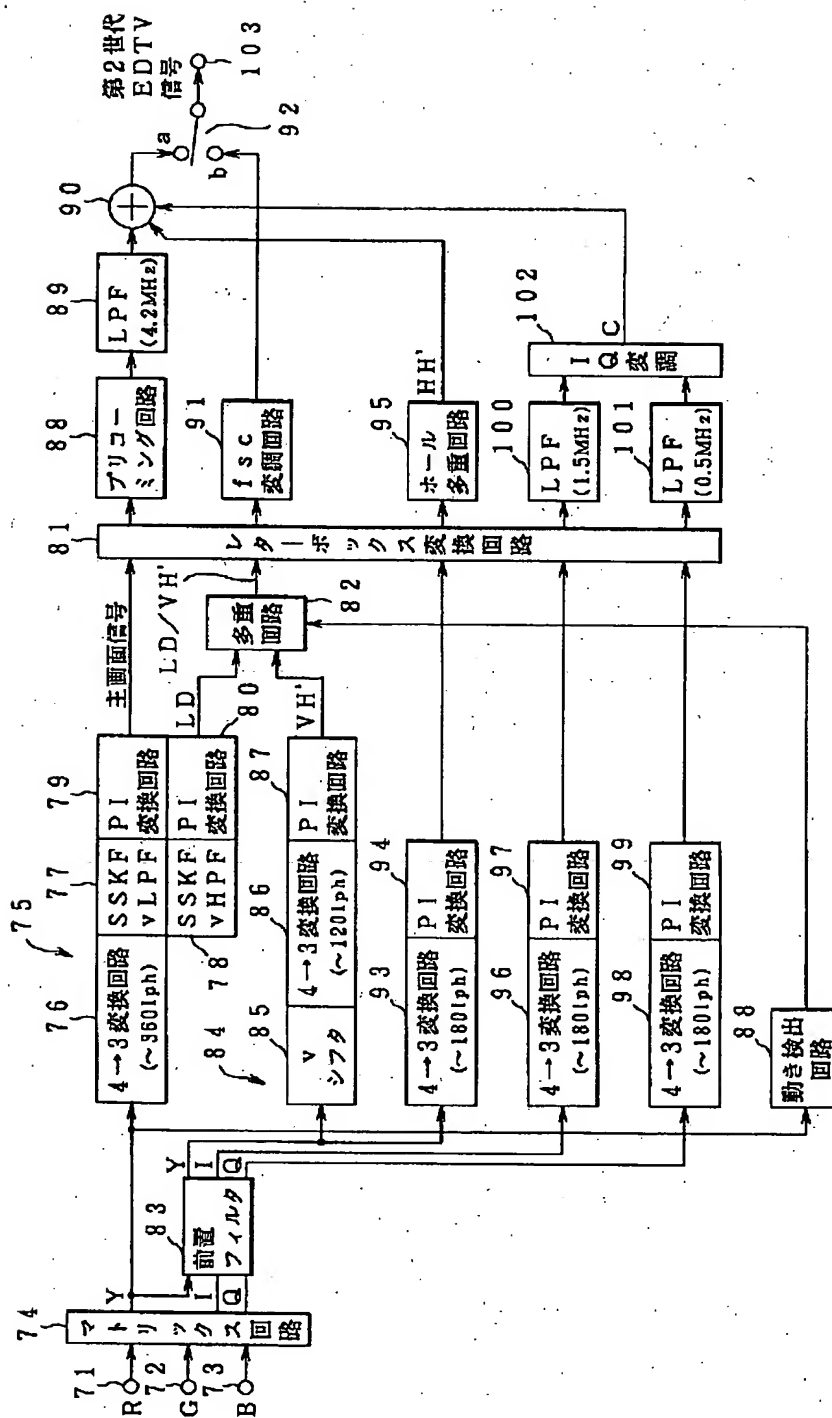 71
R
72
G
73
B
74
マトリックス回路
Y
I
Q
83
前置
フィルタ
Y
I
Q
75
76
4→3変換回路
(~360lph)
77
SSKF
vLPF
79
PI
変換回路
78
SSKF
vHPF
PI
変換回路
80
主画面信号
LD
84
85
v
シフタ
86
4→3変換回路
(~120lph)
87
PI
変換回路
VH'
多重
回路
82
LD/VH'
93
4→3変換回路
(~180lph)
94
PI
変換回路
96
4→3変換回路
(~180lph)
97
PI
変換回路
98
4→3変換回路
(~180lph)
99
PI
変換回路
88
動き検出
回路
81
レターボックス変換回路
88
プリコー
ミング回路
89
LPF
(4.2MHz)
90
91
fsc
変調回路
95
ホール
多重回路
HH'
100
LPF
(1.5MHz)
101
LPF
(0.5MHz)
102
IQ変調
C
a
b
92
第2世代
EDTV
信号
103